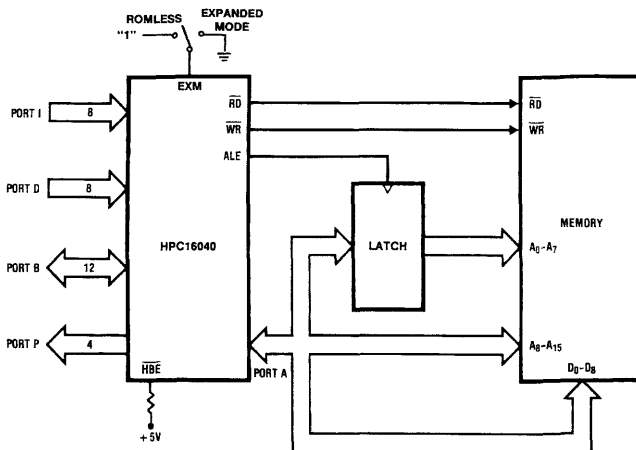 ROMLESS
EXPANDED
MODE
"1"
EXM
PORT I
8
RD
RD
WR
WR
ALE
PORT D
8
HPC16040
LATCH
MEMORY
A0-A7
PORT B
12
PORT P
4
HBE
PORT A
A8-A15
D0-D8
+5V